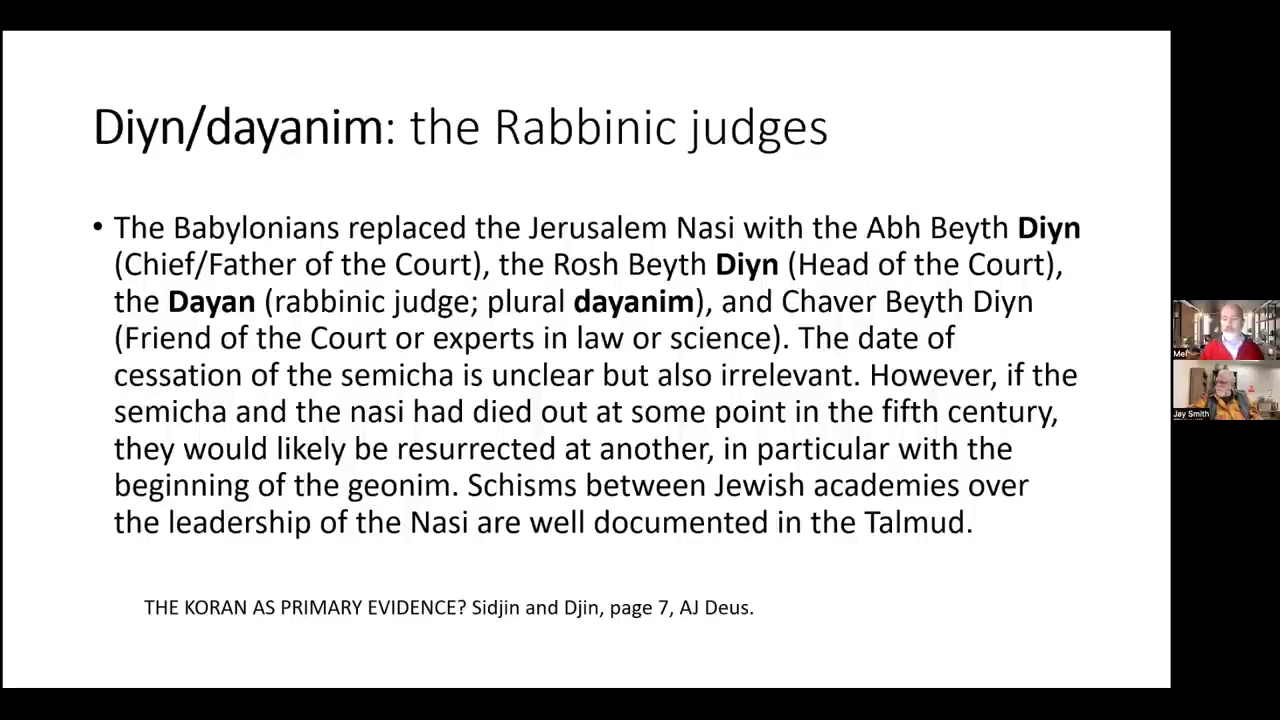 Diyn/dayanim: the Rabbinic judges
• The Babylonians replaced the Jerusalem Nasi with the Abh Beyth Diyn
(Chief/Father of the Court), the Rosh Beyth Diyn (Head of the Court),
the Dayan (rabbinic judge; plural dayanim), and Chaver Beyth Diyn
(Friend of the Court or experts in law or science). The date of
cessation of the semicha is unclear but also irrelevant. However, if the
semicha and the nasi had died out at some point in the fifth century,
they would likely be resurrected at another, in particular with the
beginning of the geonim. Schisms between Jewish academies over
the leadership of the Nasi are well documented in the Talmud.
THE KORAN AS PRIMARY EVIDENCE? Sidjin and Djin, page 7, AJ Deus.
Mel
Jay Smith